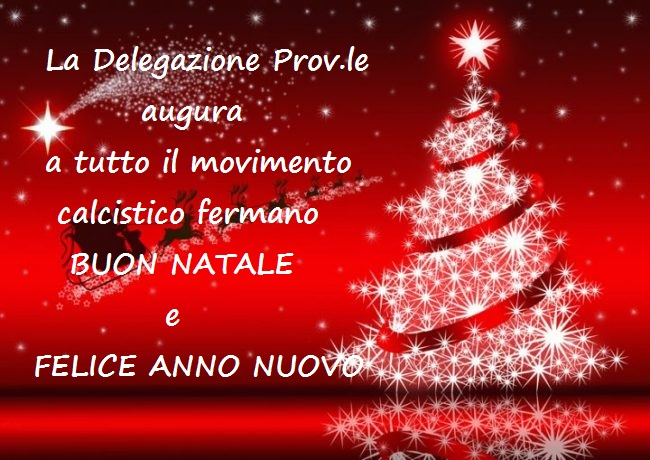 La Delegazione Prov.le
augura
a tutto il movimento
calcistico fermano
BUON NATALE
e
FELICE ANNO NUOVO